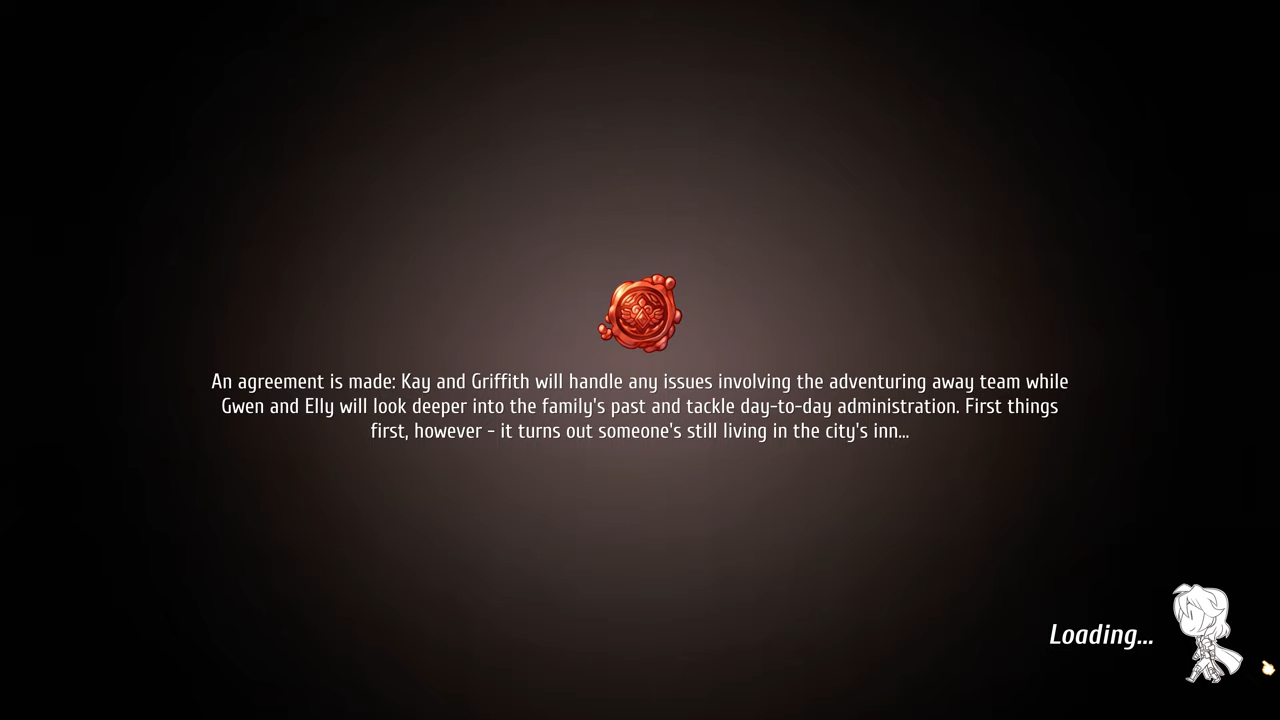 An agreement is made: Kay and Griffith will handle any issues involving the adventuring away team while
Gwen and Elly will look deeper into the family's past and tackle day-to-day administration. First things
first, however - it turns out someone's still living in the city's inn...
Loading...